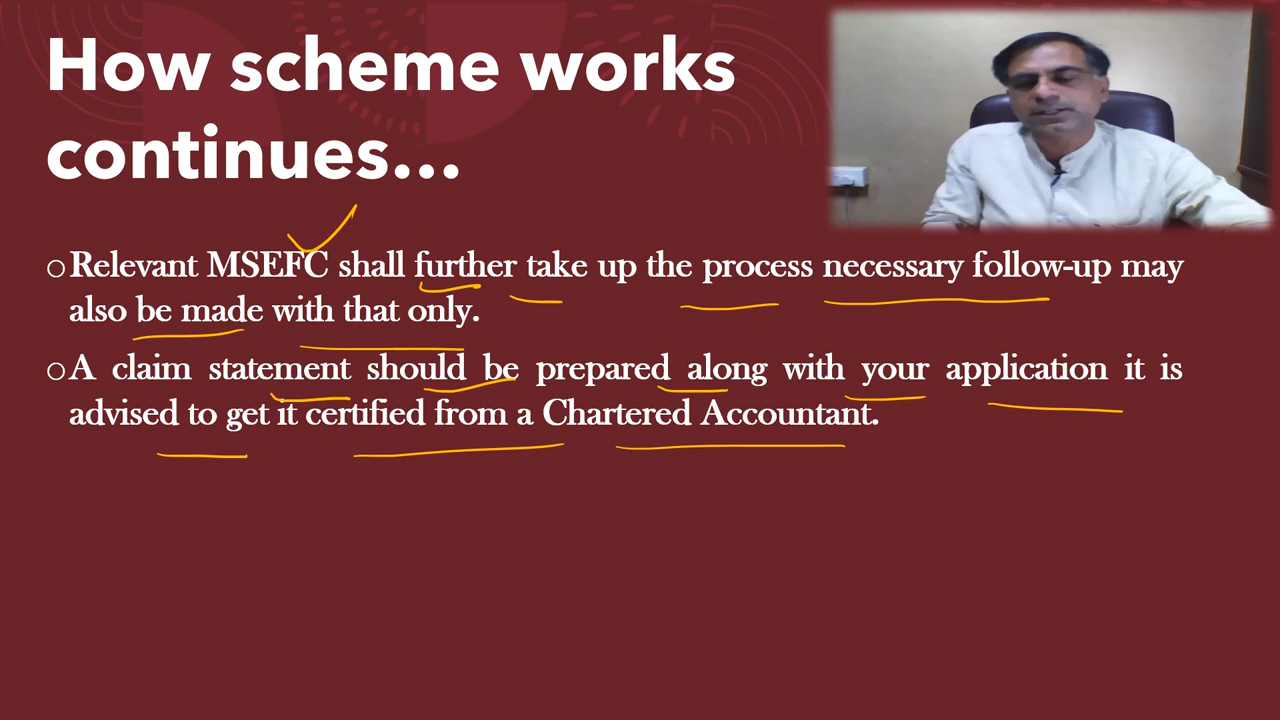 How scheme works
continues...
○Relevant MSEFC shall further take up the process necessary follow-up may
also be made with that only.
○A claim statement should be prepared along with your application it is
advised to get it certified from a Chartered Accountant.